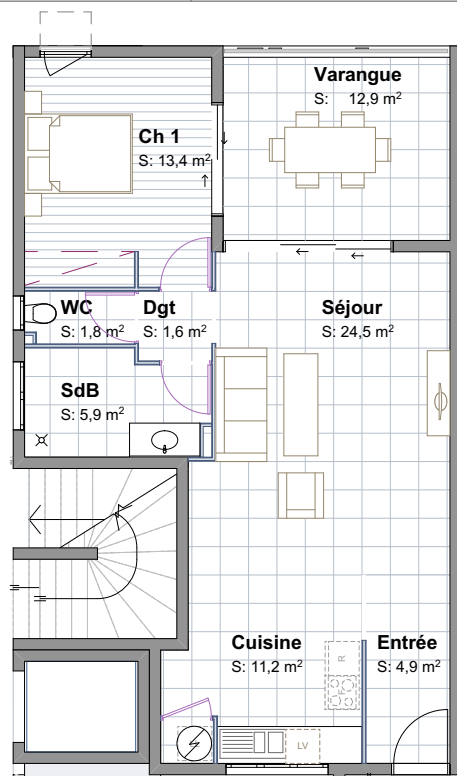 Varangue
S: 12,9 m²
Ch 1
S: 13,4 m²
WC
S: 1,8 m²
Dgt
S: 1,6 m²
Séjour
S: 24,5 m²
SdB
S: 5,9 m²
Cuisine
S: 11,2 m²
Entrée
S: 4,9 m²
R
LV